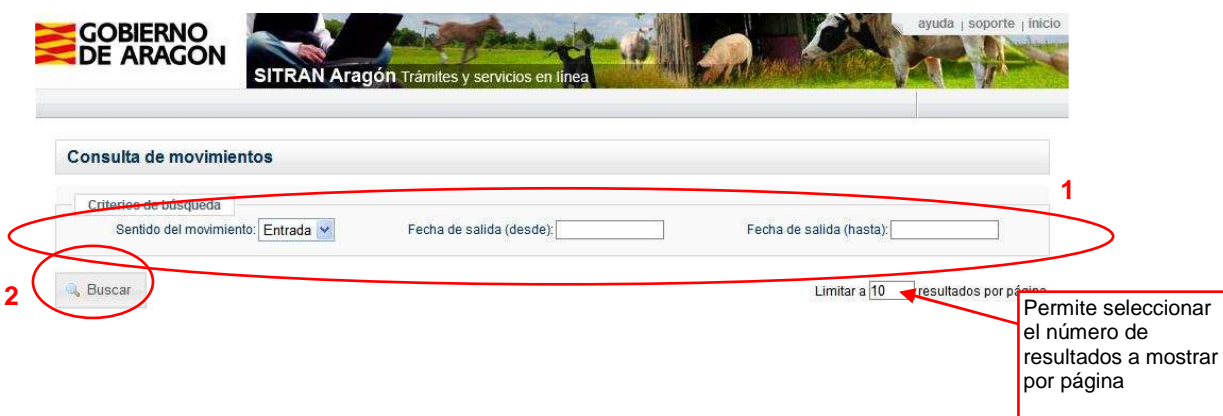 GOBIERNO
DE ARAGON
ayuda | soporte | inicio
SITRAN Aragón Trámites y servicios en línea
Consulta de movimientos
1
Criterios de búsqueda
Sentido del movimiento: Entrada Fecha de salida (desde): Fecha de salida (hasta):
2
Buscar
Limitar a 10 resultados por página
Permite seleccionar
el número de
resultados a mostrar
por página